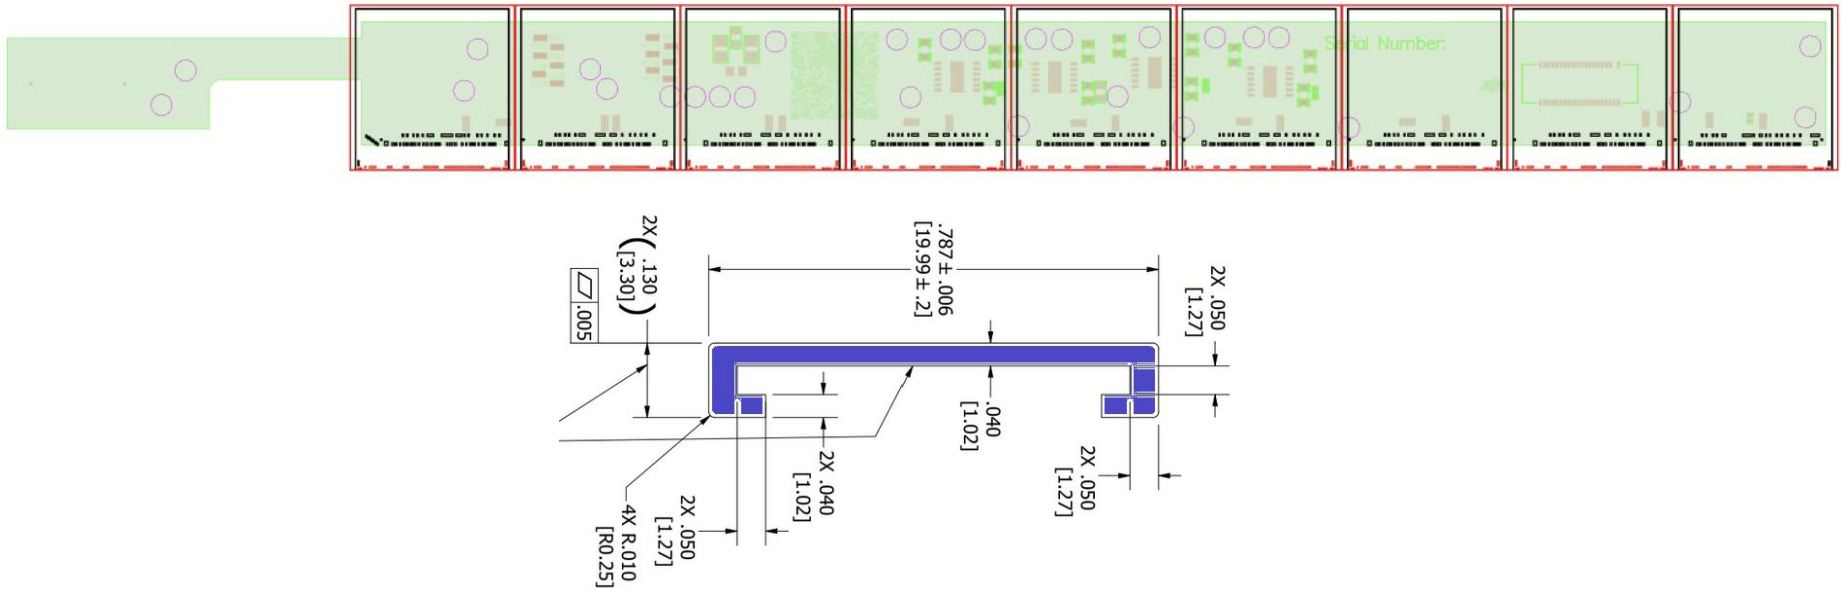 Serial Number:
2X ( .130
[3.30] )
.005
.787±.006
[19.99±.2]
2X .050
[1.27]
.040
[1.02]
2X .040
[1.02]
2X .050
[1.27]
2X .050
[1.27]
4X R.010
[R0.25]